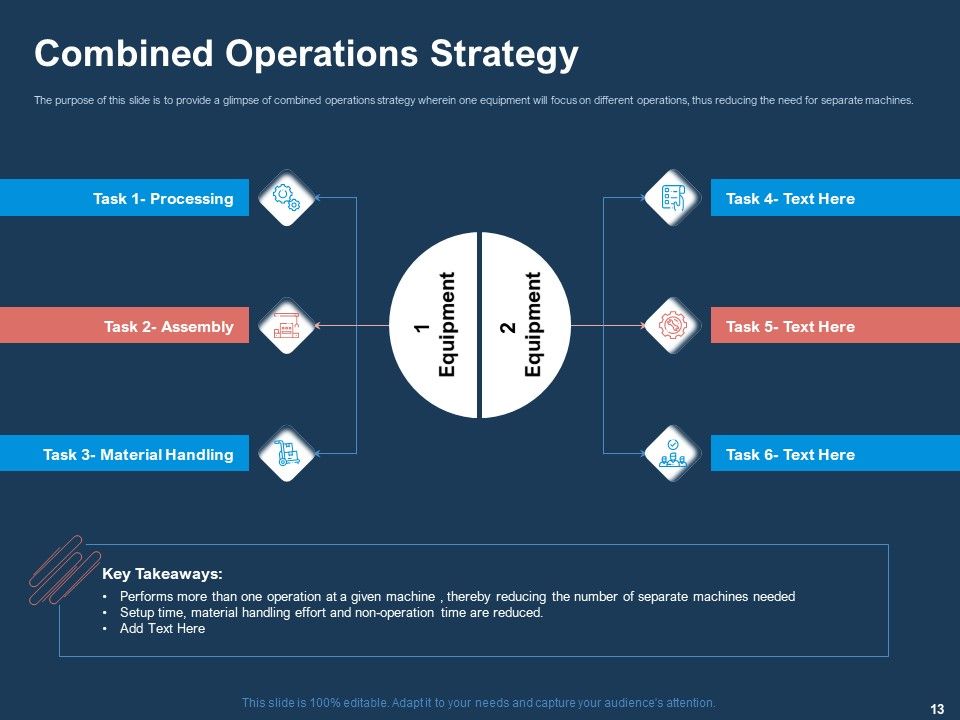 Combined Operations Strategy
The purpose of this slide is to provide a glimpse of combined operations strategy wherein one equipment will focus on different operations, thus reducing the need for separate machines.
Task 1- Processing
Task 2- Assembly
Task 3- Material Handling
1
Equipment
2
Equipment
Task 4- Text Here
Task 5- Text Here
Task 6- Text Here
Key Takeaways:
• Performs more than one operation at a given machine , thereby reducing the number of separate machines needed
• Setup time, material handling effort and non-operation time are reduced.
• Add Text Here
This slide is 100% editable. Adapt it to your needs and capture your audience's attention.
13